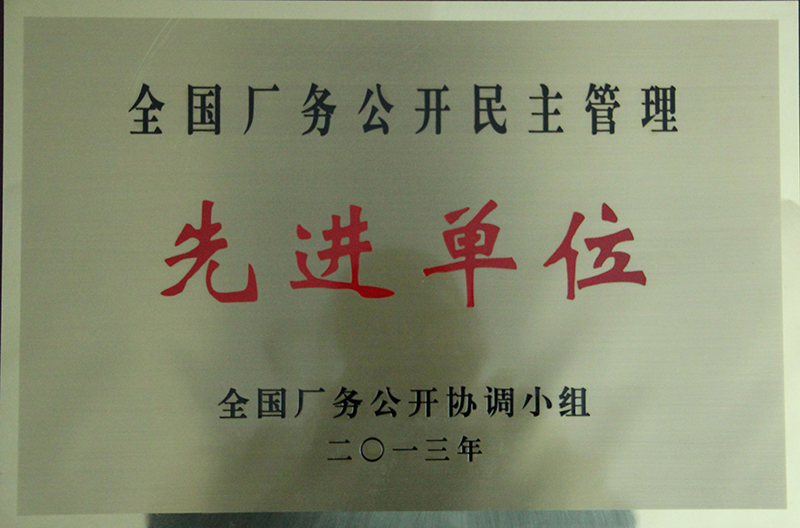 全国厂务公开民主管理
先进单位
全国厂务公开协调小组
二〇一三年